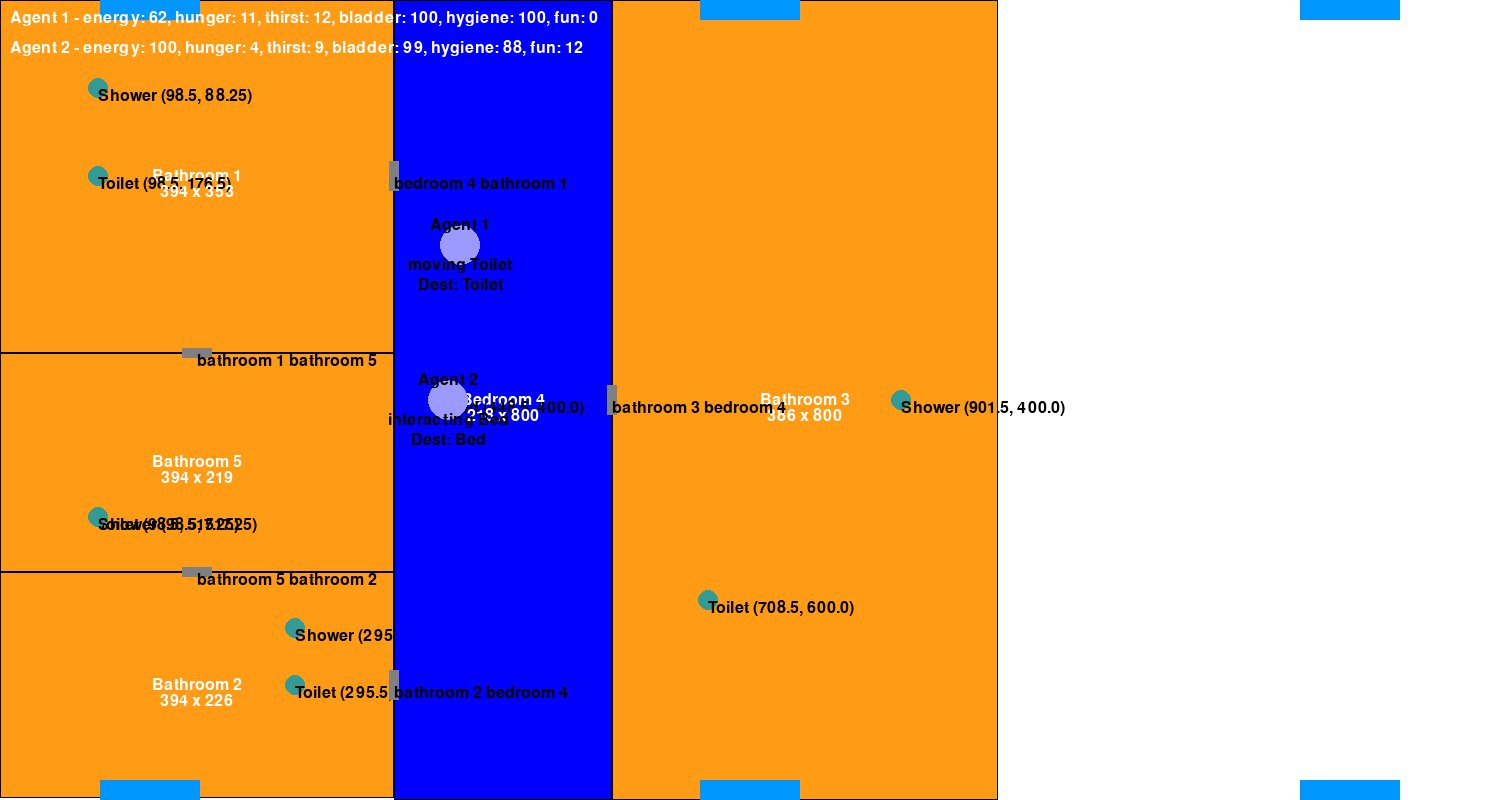 Agent 1 - energy: 62, hunger: 11, thirst: 12, bladder: 100, hygiene: 100, fun: 0
Agent 2 - energy: 100, hunger: 4, thirst: 9, bladder: 99, hygiene: 88, fun: 12
Shower (98.5, 88.25)
Toilet (98.5, 176.5)
Bathroom 1
394 x 353
bedroom 4 bathroom 1
Agent 1
moving Toilet
Dest: Toilet
bathroom 1 bathroom 5
Agent 2
Bedroom 4
218 x 800
400.0)
interacting Bed
Dest: Bed
bathroom 3 bedroom 4
Bathroom 3
386 x 800
Shower (901.5, 400.0)
Bathroom 5
394 x 219
bathroom 5 bathroom 2
Toilet (708.5, 600.0)
Shower (295
Bathroom 2
394 x 226
Toilet (295.5,
bathroom 2 bedroom 4